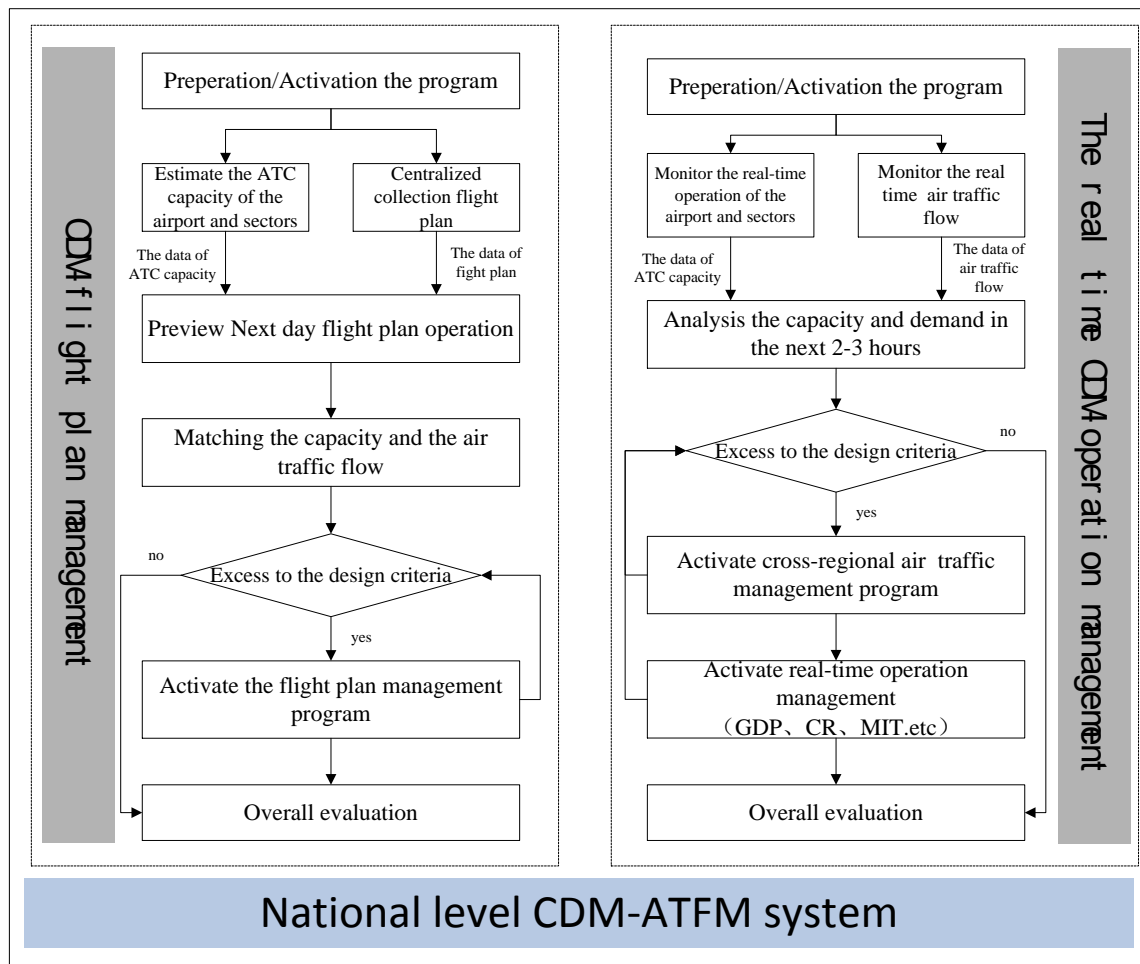 CDM flight plan management
Preperation/Activation the program
Estimate the ATC
capacity of the
airport and sectors
Centralized
collection flight
plan
The data of
ATC capacity
The data of
fight plan
Preview Next day flight plan operation
Matching the capacity and the air
traffic flow
no
Excess to the design criteria
yes
Activate the flight plan management
program
Overall evaluation
Preperation/Activation the program
Monitor the real-time
operation of the
airport and sectors
Monitor the real
time air traffic
flow
The data of
ATC capacity
The data of
air traffic
flow
Analysis the capacity and demand in
the next 2-3 hours
Excess to the design criteria
no
yes
Activate cross-regional air traffic
management program
Activate real-time operation
management
（GDP、CR、MIT.etc）
Overall evaluation
The real time CDM operation management
National level CDM-ATFM system